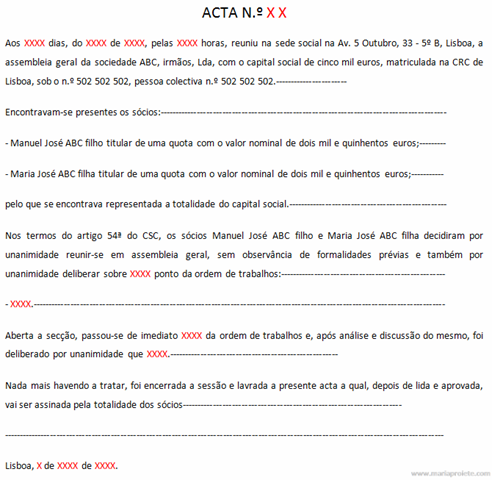 ACTA N.º X X
Aos XXXX dias, do XXXX de XXXX, pelas XXXX horas, reuniu na sede social na Av. 5 Outubro, 33 - 5º B, Lisboa, a
assembleia geral da sociedade ABC, irmãos, Lda, com o capital social de cinco mil euros, matriculada na CRC de
Lisboa, sob o n.º 502 502 502, pessoa colectiva n.º 502 502 502.-----------------------
Encontravam-se presentes os sócios:--------------------------------------------------------------------------------------------
- Manuel José ABC filho titular de uma quota com o valor nominal de dois mil e quinhentos euros;---------
- Maria José ABC filha titular de uma quota com o valor nominal de dois mil e quinhentos euros;-----------
pelo que se encontrava representada a totalidade do capital social.---------------------------------------------------
Nos termos do artigo 54ª do CSC, os sócios Manuel José ABC filho e Maria José ABC filha decidiram por
unanimidade reunir-se em assembleia geral, sem observância de formalidades prévias e também por
unanimidade deliberar sobre XXXX ponto da ordem de trabalhos:-----------------------------------------------------
- XXXX.------------------------------------------------------------------------------------------------------------------------------------
Aberta a secção, passou-se de imediato XXXX da ordem de trabalhos e, após análise e discussão do mesmo, foi
deliberado por unanimidade que XXXX.------------------------------------------------------
Nada mais havendo a tratar, foi encerrada a sessão e lavrada a presente acta a qual, depois de lida e aprovada,
vai ser assinada pela totalidade dos sócios----------------------------------------------------------------------
---------------------------------------------------------------------------------------------------------------------------------------------
Lisboa, X de XXXX de XXXX.
www.mariaprojeto.com